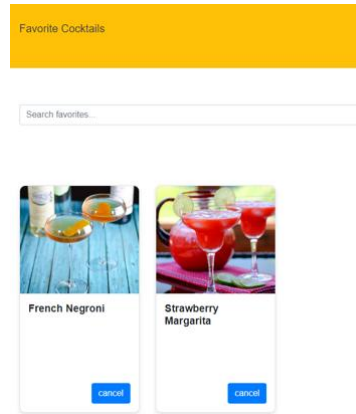 Favorite Cocktails
Search favorites...
French Negroni
Strawberry
Margarita
cancel
cancel